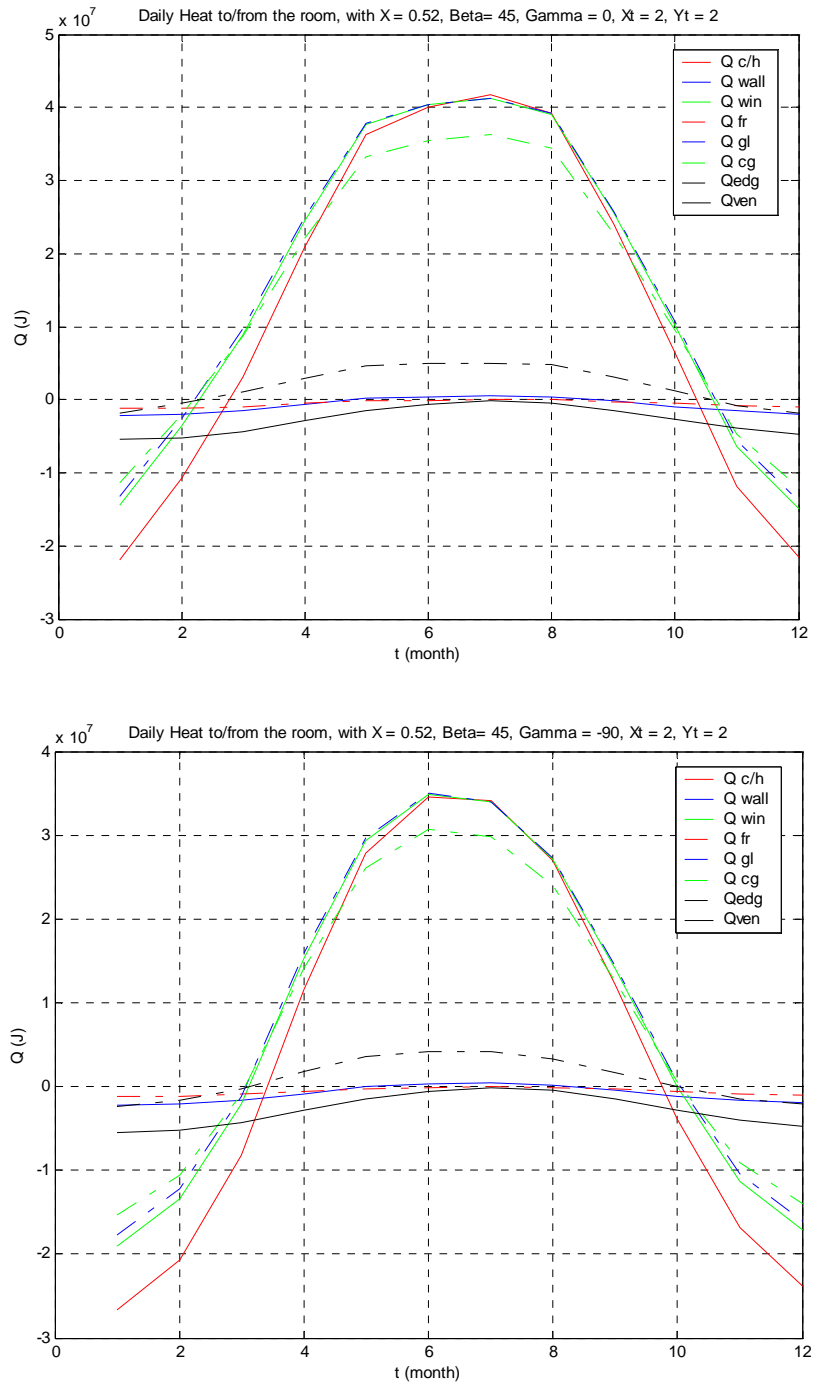 x 10^7
Daily Heat to/from the room, with X = 0.52, Beta= 45, Gamma = 0, Xt = 2, Yt = 2
5
4
3
2
1
0
-1
-2
-3
Q (J)
Q c/h
Q wall
Q win
Q fr
Q gl
Q cg
Qedg
Qven
0 2 4 6 8 10 12
t (month)
x 10^7
Daily Heat to/from the room, with X = 0.52, Beta= 45, Gamma = -90, Xt = 2, Yt = 2
4
3
2
1
0
-1
-2
-3
Q (J)
Q c/h
Q wall
Q win
Q fr
Q gl
Q cg
Qedg
Qven
0 2 4 6 8 10 12
t (month)